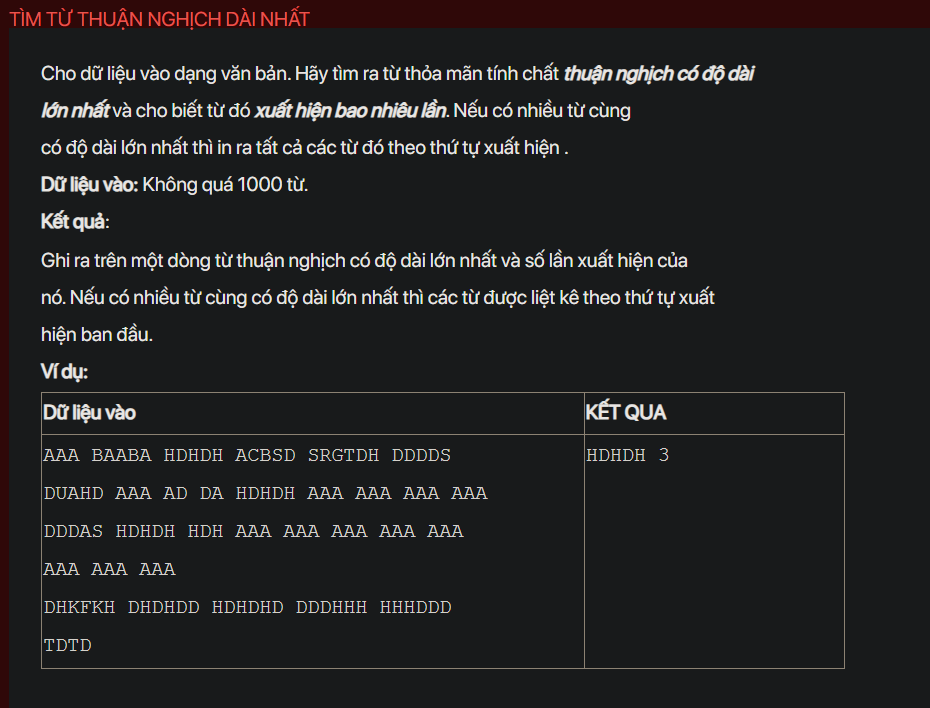 TÌM TỪ THUẬN NGHỊCH DÀI NHẤT
Cho dữ liệu vào dạng văn bản. Hãy tìm ra từ thỏa mãn tính chất thuận nghịch có độ dài
lớn nhất và cho biết từ đó xuất hiện bao nhiêu lần. Nếu có nhiều từ cùng
có độ dài lớn nhất thì in ra tất cả các từ đó theo thứ tự xuất hiện .
Dữ liệu vào: Không quá 1000 từ.
Kết quả:
Ghi ra trên một dòng từ thuận nghịch có độ dài lớn nhất và số lần xuất hiện của
nó. Nếu có nhiều từ cùng có độ dài lớn nhất thì các từ được liệt kê theo thứ tự xuất
hiện ban đầu.
Ví dụ:
Dữ liệu vào KẾT QUA
AAA BAABA HDHDH ACBSD SRGTDH DDDDS HDHDH 3
DUAHD AAA AD DA HDHDH AAA AAA AAA AAA
DDDAS HDHDH HDH AAA AAA AAA AAA AAA
AAA AAA AAA
DHKFKH DHDHDD HDHDHD DDDHHH HHHDDD
TDTD